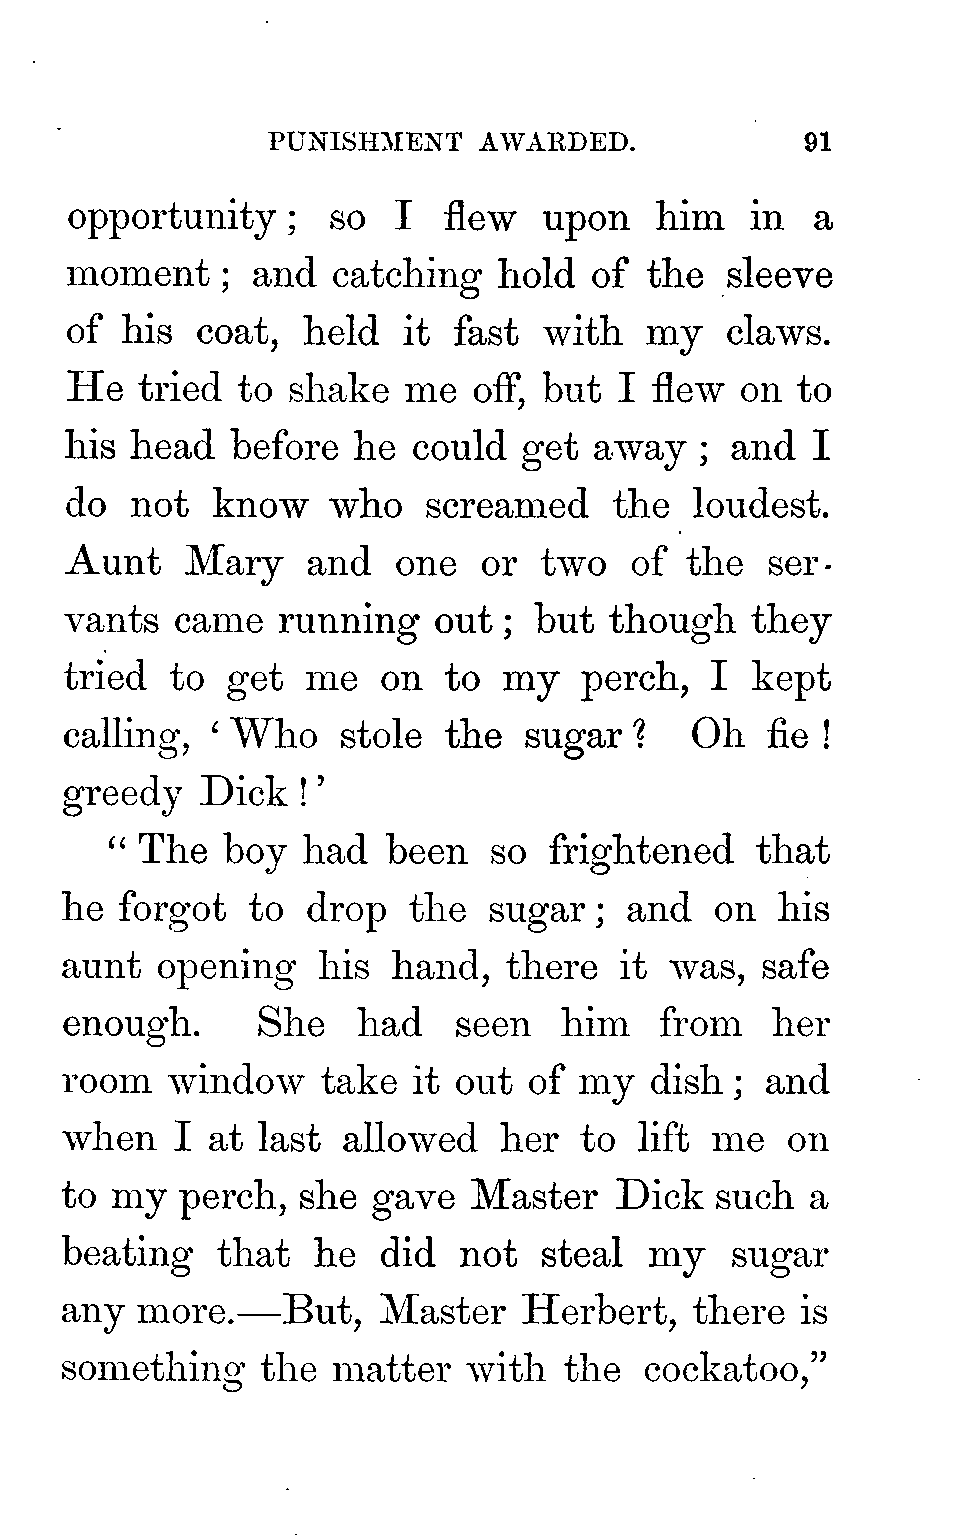 PUNISHMENT AWARDED. 91
opportunity ; so I flew upon him in a
moment ; and catching hold of the sleeve
of his coat, held it fast with my claws.
He tried to shake me off, but I flew on to
his head before he could get away ; and I
do not know who screamed the loudest.
Aunt Mary and one or two of the ser-
vants came running out ; but though they
tried to get me on to my perch, I kept
calling, ‘ Who stole the sugar ? Oh fie !
greedy Dick ! ’
“ The boy had been so frightened that
he forgot to drop the sugar ; and on his
aunt opening his hand, there it was, safe
enough. She had seen him from her
room window take it out of my dish ; and
when I at last allowed her to lift me on
to my perch, she gave Master Dick such a
beating that he did not steal my sugar
any more.—But, Master Herbert, there is
something the matter with the cockatoo,”